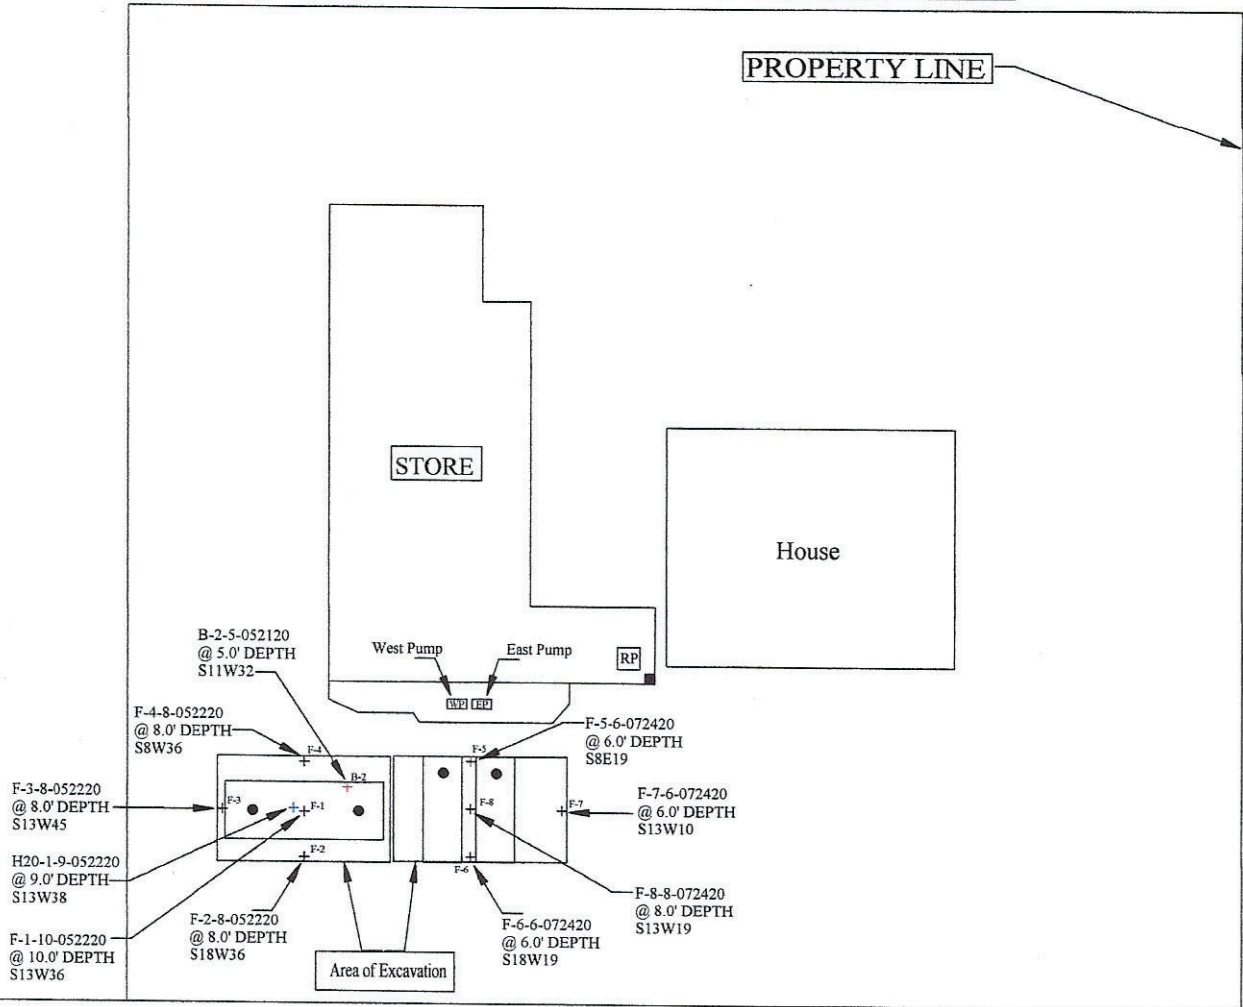 PROPERTY LINE
STORE
House
B-2-5-052120
@ 5.0' DEPTH
S11W32
West Pump
East Pump
RP
WP
EP
F-4-8-052220
@ 8.0' DEPTH
S8W36
F-5-6-072420
@ 6.0' DEPTH
S8E19
F-4
F-5
B-2
F-3-8-052220
@ 8.0' DEPTH
S13W45
F-3
F-1
F-8
F-7
F-7-6-072420
@ 6.0' DEPTH
S13W10
F-2
F-6
H20-1-9-052220
@ 9.0' DEPTH
S13W38
F-8-8-072420
@ 8.0' DEPTH
S13W19
F-1-10-052220
@ 10.0' DEPTH
S13W36
F-2-8-052220
@ 8.0' DEPTH
S18W36
F-6-6-072420
@ 6.0' DEPTH
S18W19
Area of Excavation